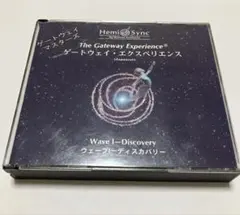 Hemi Sync
ゲートウェイ
マスターズ
The Gateway Experience®
ゲートウェイ・エクスペリエンス
Wave I—Discovery
ウェーブI—ディスカバリー